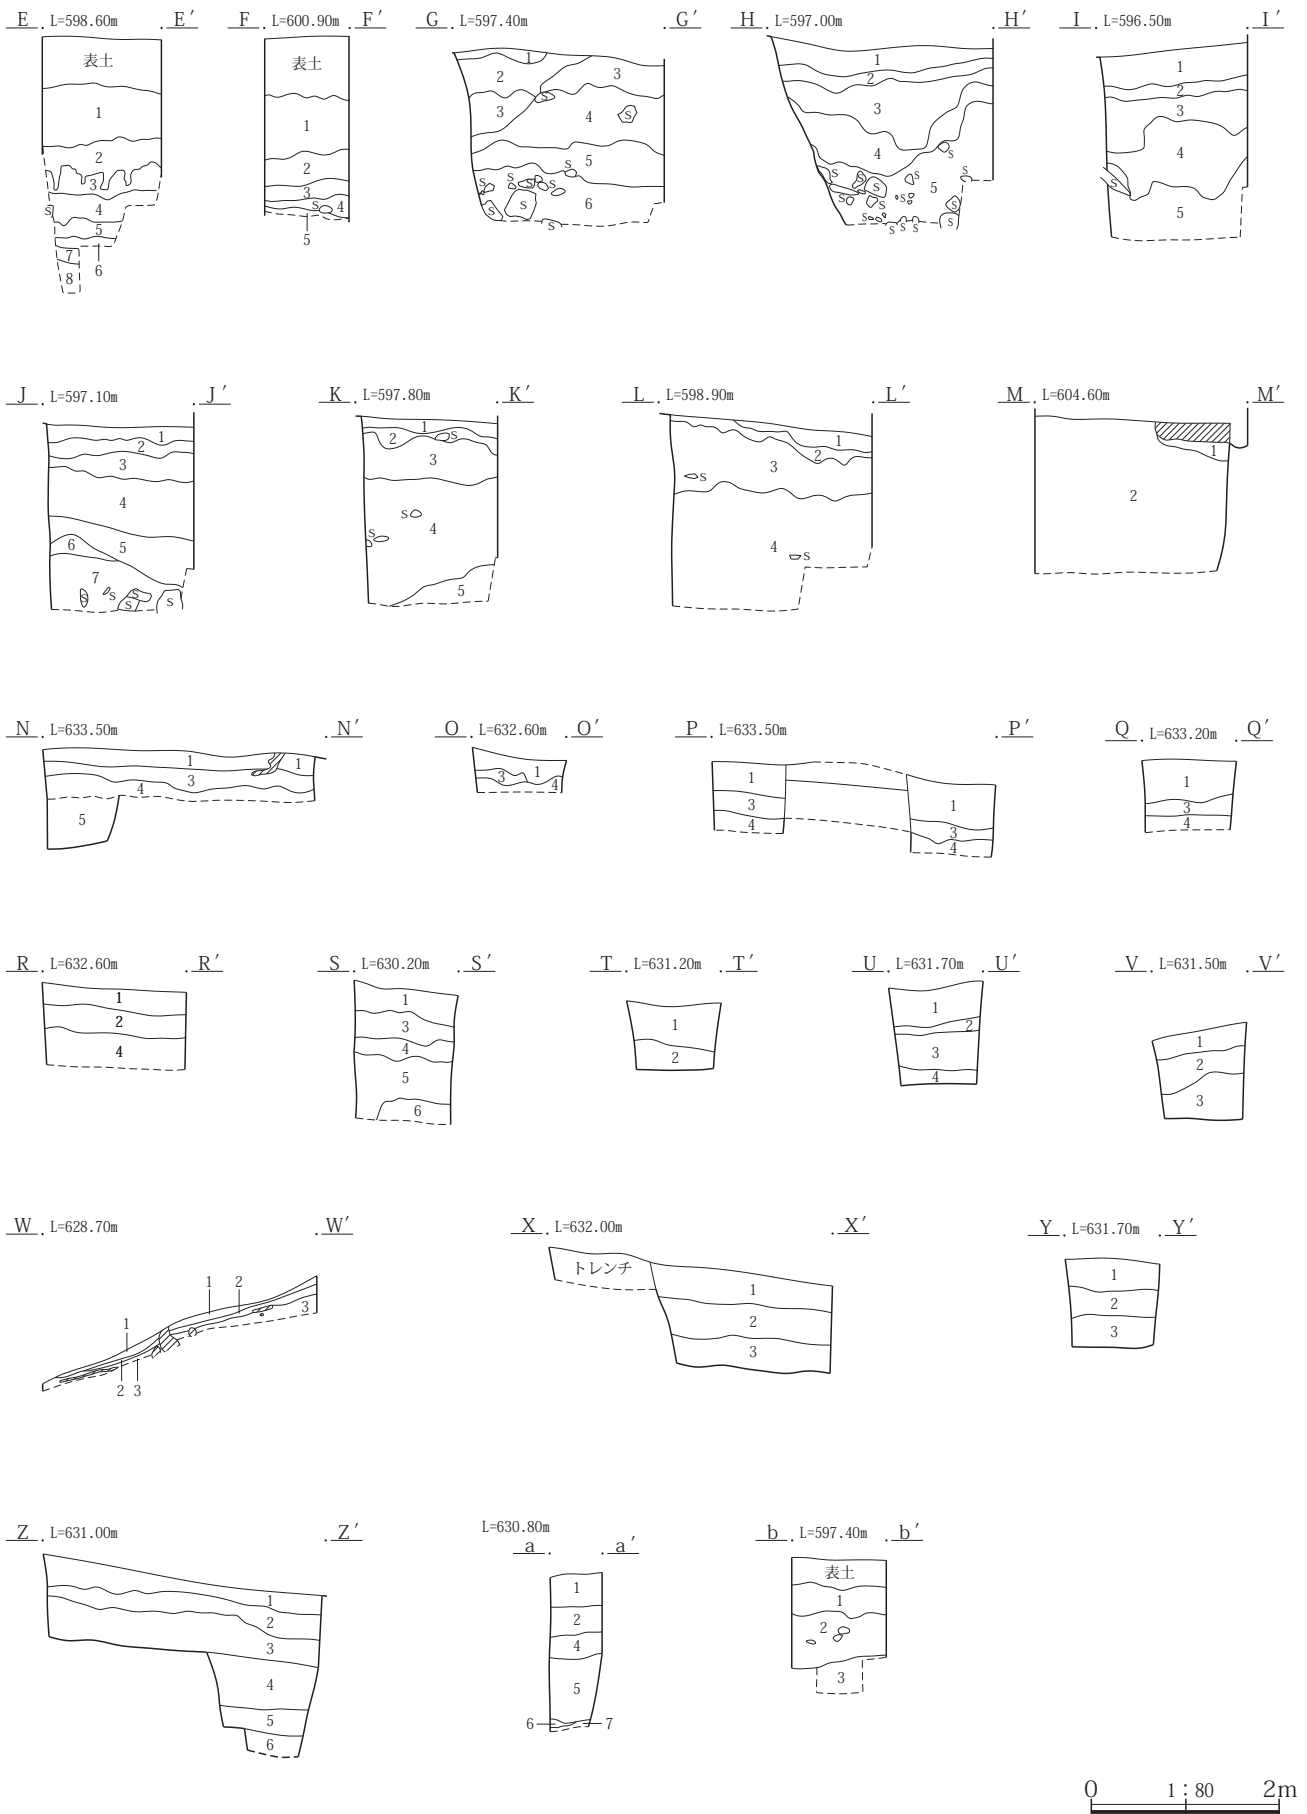 E L=598.60m E′ F L=600.90m F′ G L=597.40m G′ H L=597.00m H′ I L=596.50m I′
表土
1
2
3
4
5
7
6
8
表土
1
2
3
S 4
5
1
2 3
S
3 4 S
5
S
S S S S
S S
6
S
1
2
3
4
S
S S S S
S 5
S S S
S S
S S S
1
2
3
4
S
5
J L=597.10m J′ K L=597.80m K′ L L=598.90m L′ M L=604.60m M′
1
2
3
4
5
6
7
S S S
S S
1
2 S
3
S
4
S
5
1
2
3
S
4 S
1
2
N L=633.50m N′ O L=632.60m O′ P L=633.50m P′ Q L=633.20m Q′
1 1
3
4
5
1
3
4
1
3
4
1
3
4
1
3
4
R L=632.60m R′ S L=630.20m S′ T L=631.20m T′ U L=631.70m U′ V L=631.50m V′
1
2
4
1
3
4
5
6
1
2
1
2
3
4
1
2
3
W L=628.70m W′ X L=632.00m X′ Y L=631.70m Y′
1 2
3
1
2 3
トレンチ
1
2
3
1
2
3
Z L=631.00m Z′ L=630.80m
a a′ b L=597.40m b′
1
2
3
4
5
6
1
2
4
5
6 7
表土
1
2
3
0 1：80 2m